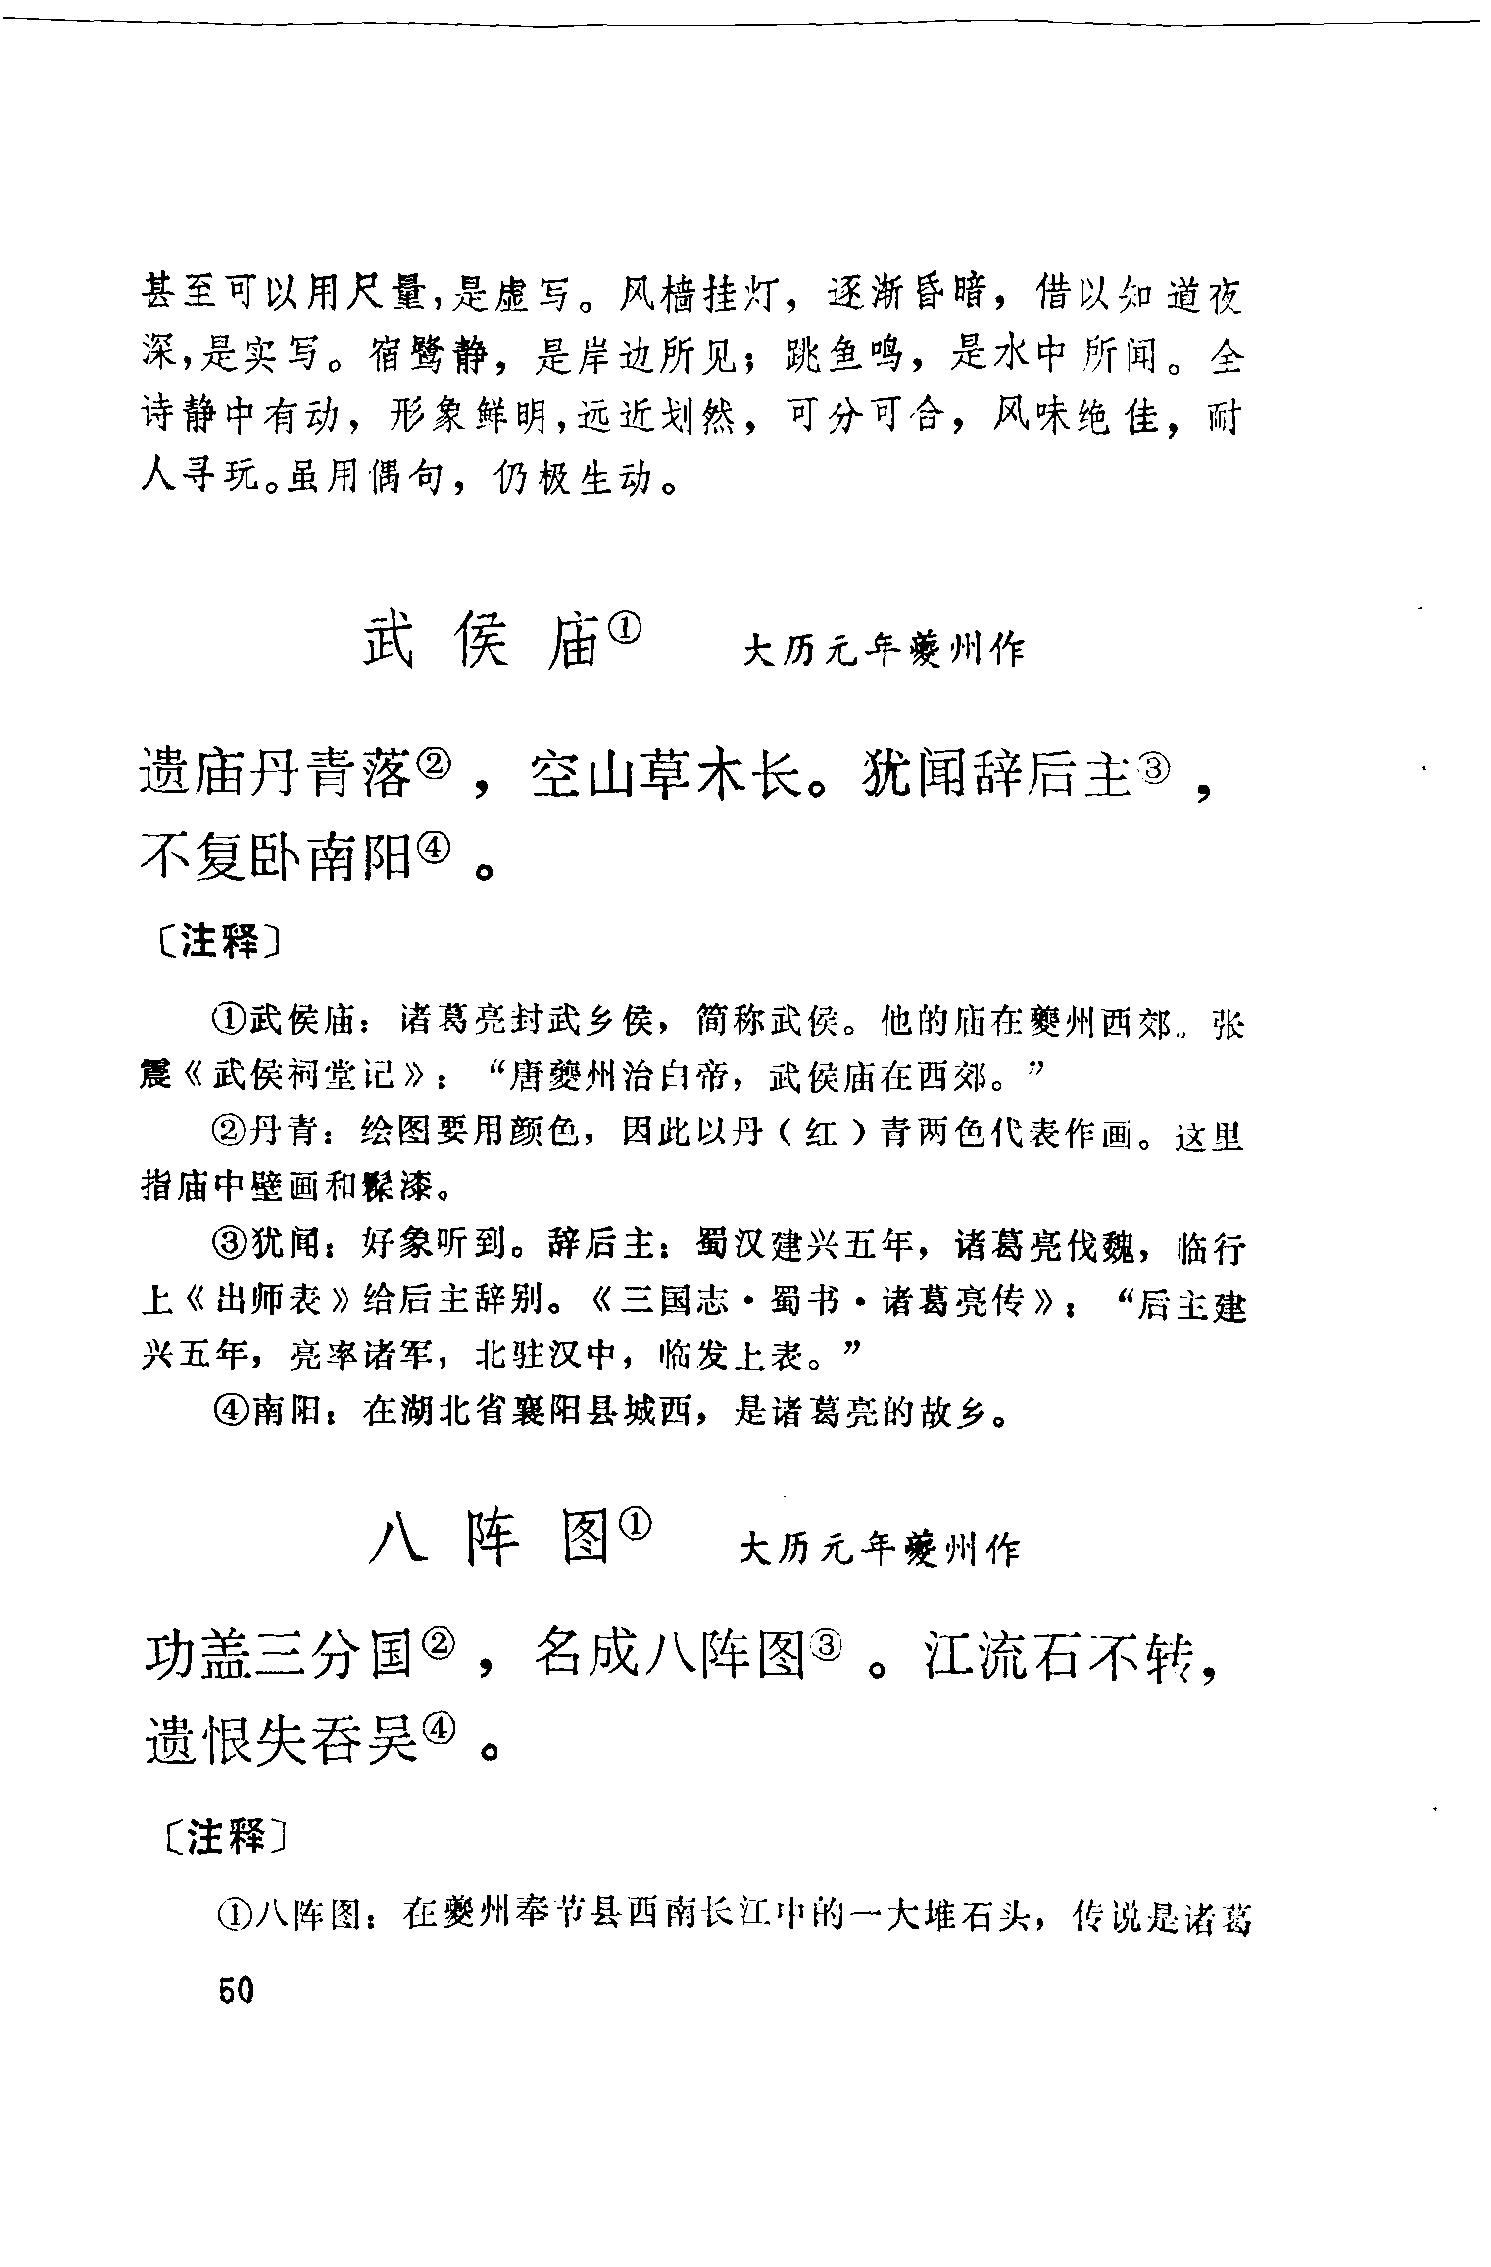 甚至可以用尺量，是虚写。风樯挂灯，逐渐昏暗，借以知道夜
深，是实写。宿鹭静，是岸边所见；跳鱼鸣，是水中所闻。全
诗静中有动，形象鲜明，远近划然，可分可合，风味绝佳，耐
人寻玩。虽用偶句，仍极生动。
武侯庙① 大历元年夔州作
遗庙丹青落②，空山草木长。犹闻辞后主③，
不复卧南阳④。
〔注释〕
①武侯庙：诸葛亮封武乡侯，简称武侯。他的庙在夔州西郊。张
震《武侯祠堂记》：“唐夔州治白帝，武侯庙在西郊。”
②丹青：绘图要用颜色，因此以丹（红）青两色代表作画。这里
指庙中壁画和髹漆。
③犹闻：好象听到。辞后主：蜀汉建兴五年，诸葛亮伐魏，临行
上《出师表》给后主辞别。《三国志·蜀书·诸葛亮传》：“后主建
兴五年，亮率诸军，北驻汉中，临发上表。”
④南阳：在湖北省襄阳县城西，是诸葛亮的故乡。
八阵图① 大历元年夔州作
功盖三分国②，名成八阵图③。江流石不转，
遗恨失吞吴④。
〔注释〕
①八阵图：在夔州奉节县西南长江中的一大堆石头，传说是诸葛
50